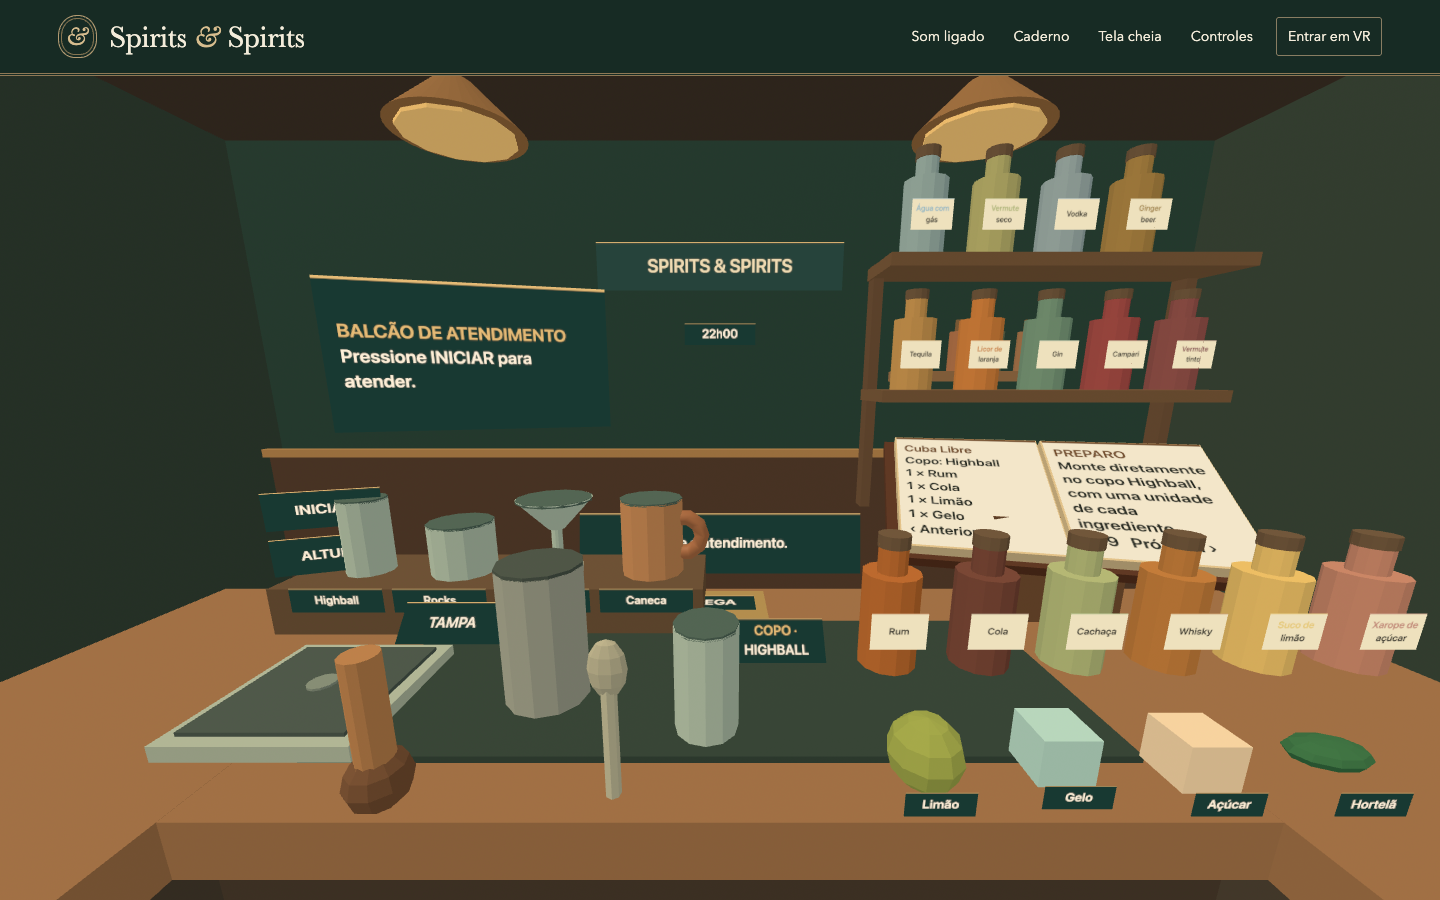 & Spirits & Spirits
Som ligado
Caderno
Tela cheia
Controles
Entrar em VR
Água com
gás
Vermute
seco
Vodka
Ginger
beer
SPIRITS & SPIRITS
22h00
BALCÃO DE ATENDIMENTO
Pressione INICIAR para
atender.
Tequila
Licor de
laranja
Gin
Campari
Vermute
tinto
Cuba Libre
Copo: Highball
1 × Rum
1 × Cola
1 × Limão
1 × Gelo
‹ Anterio
PREPARO
Monte diretamente
no copo Highball,
com uma unidade
de cada
ingrediente
9 Pró ›
INICIA
ALTU
atendimento.
Highball
Rocks
Caneca
EGA
TAMPA
COPO ·
HIGHBALL
Rum
Cola
Cachaça
Whisky
Suco de
limão
Xarope de
açúcar
Limão
Gelo
Açúcar
Hortelã